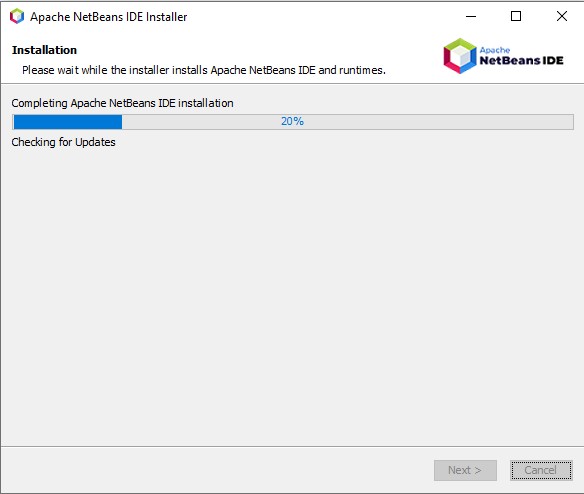 Apache NetBeans IDE Installer
Installation
Please wait while the installer installs Apache NetBeans IDE and runtimes.
Apache
NetBeans IDE
Completing Apache NetBeans IDE installation
20%
Checking for Updates
Next >
Cancel